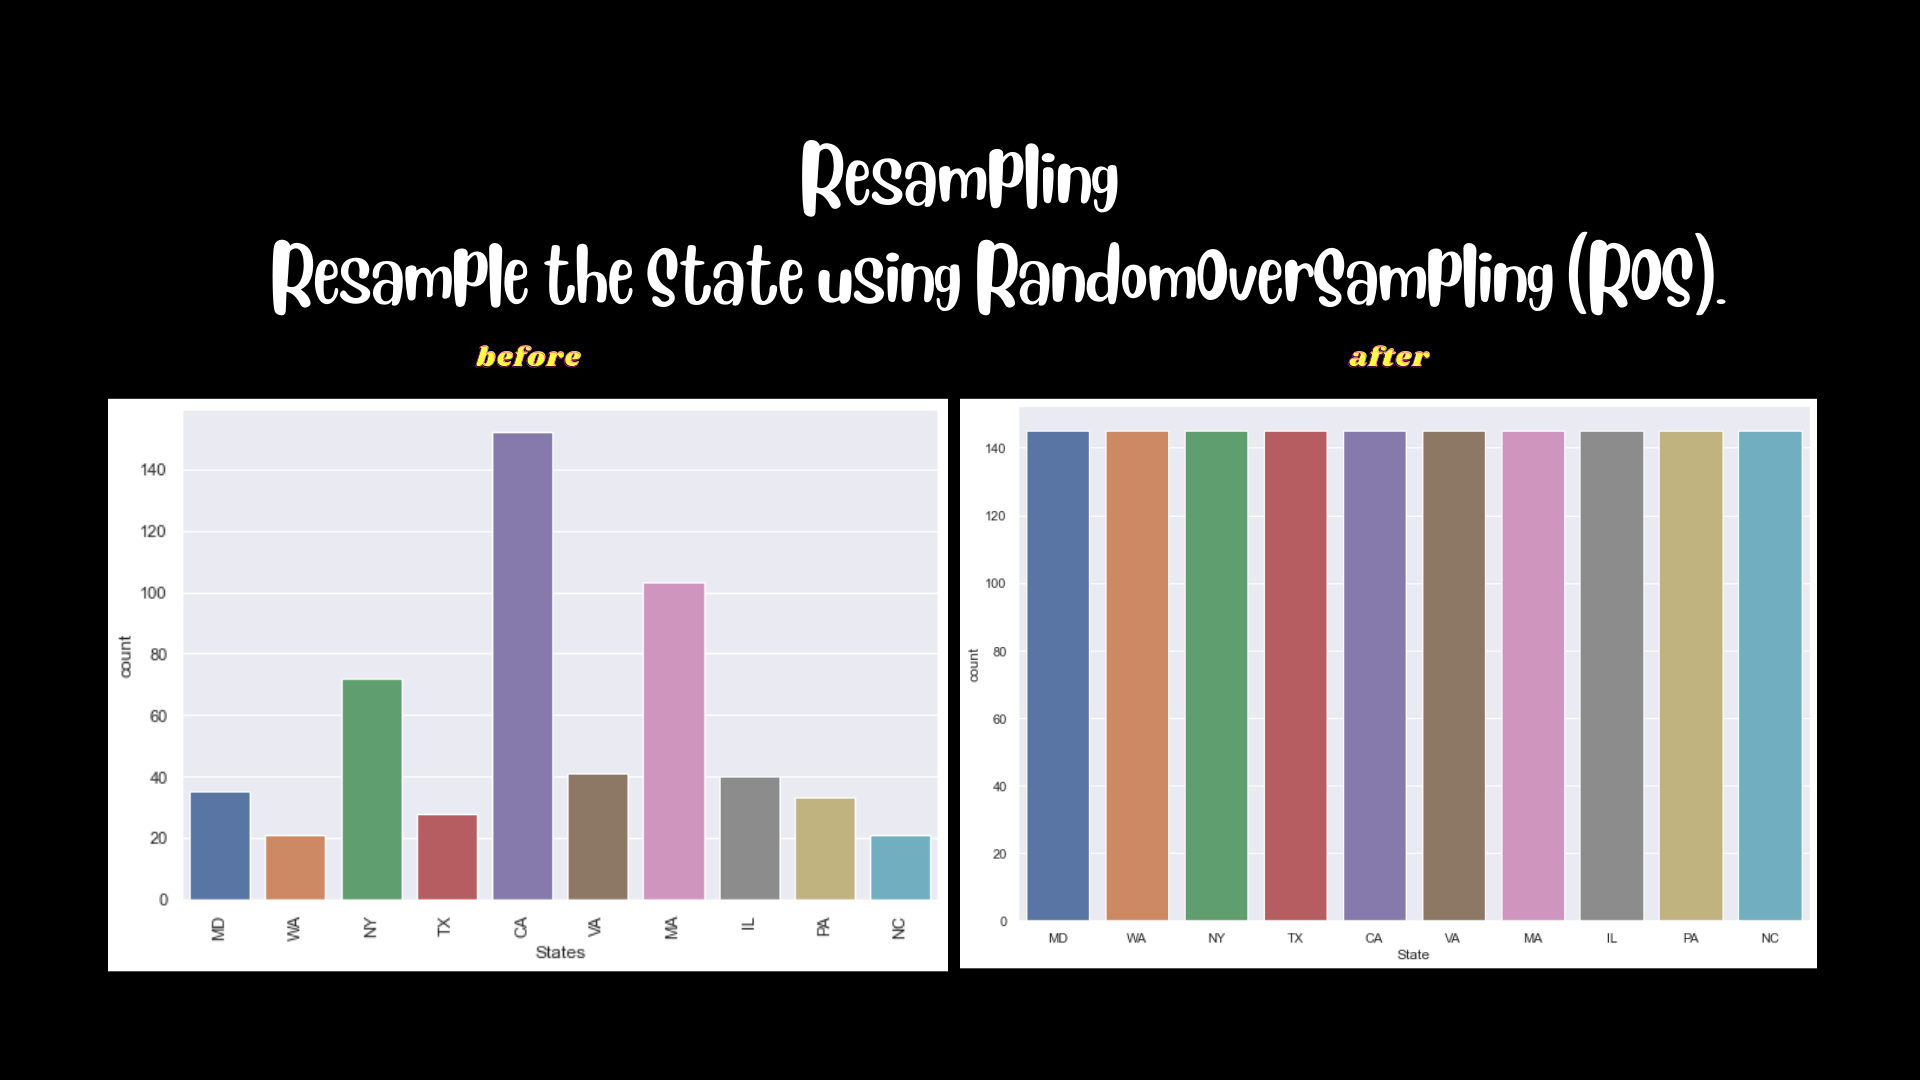 Resampling
Resample the State using RandomOverSampling (ROS).
before
after
140
120
100
80
60
40
20
0
count
MD WA NY TX CA VA MA IL PA NC
States
140
120
100
80
60
40
20
0
count
MD WA NY TX CA VA MA IL PA NC
State